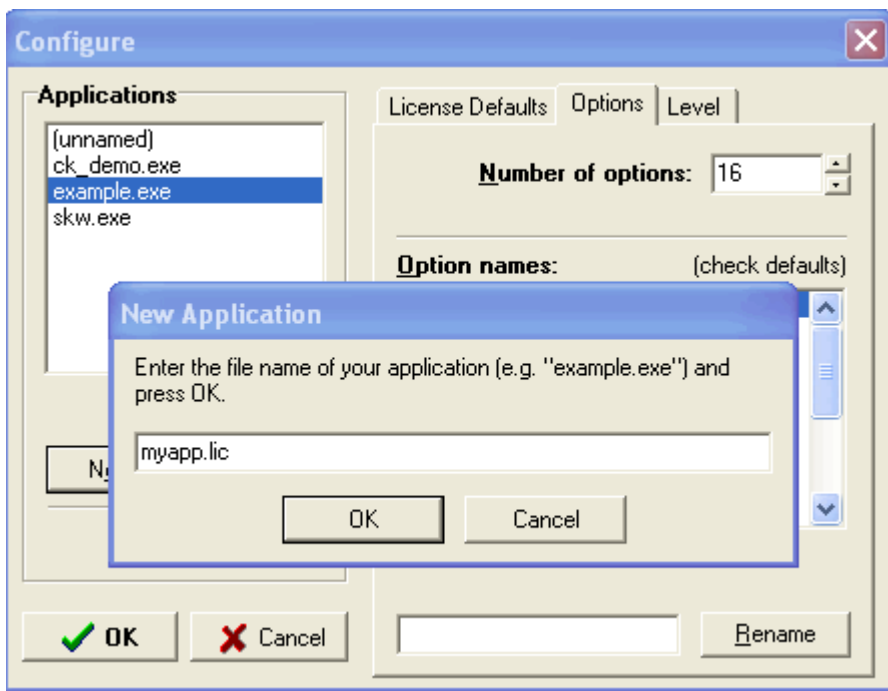 Configure
Applications
(unnamed)
ck_demo.exe
example.exe
skw.exe
License Defaults Options Level
Number of options: 16
Option names: (check defaults)
New Application
Enter the file name of your application (e.g. "example.exe") and
press OK.
myapp.lic
OK Cancel
OK Cancel
Rename